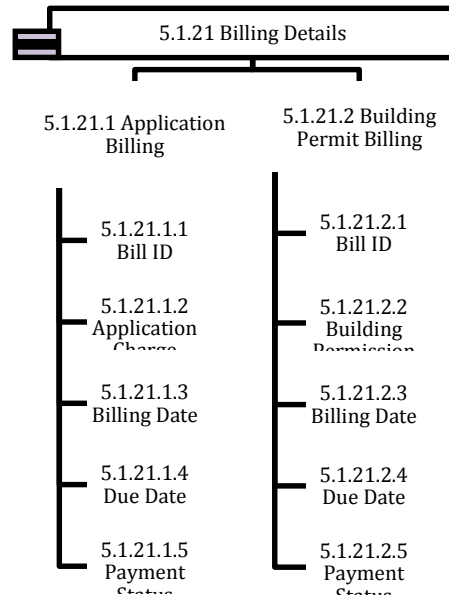 5.1.21 Billing Details
5.1.21.1 Application
Billing
5.1.21.1.1
Bill ID
5.1.21.1.2
Application
Charge
5.1.21.1.3
Billing Date
5.1.21.1.4
Due Date
5.1.21.1.5
Payment
Status
5.1.21.2 Building
Permit Billing
5.1.21.2.1
Bill ID
5.1.21.2.2
Building
Permission
5.1.21.2.3
Billing Date
5.1.21.2.4
Due Date
5.1.21.2.5
Payment
Status